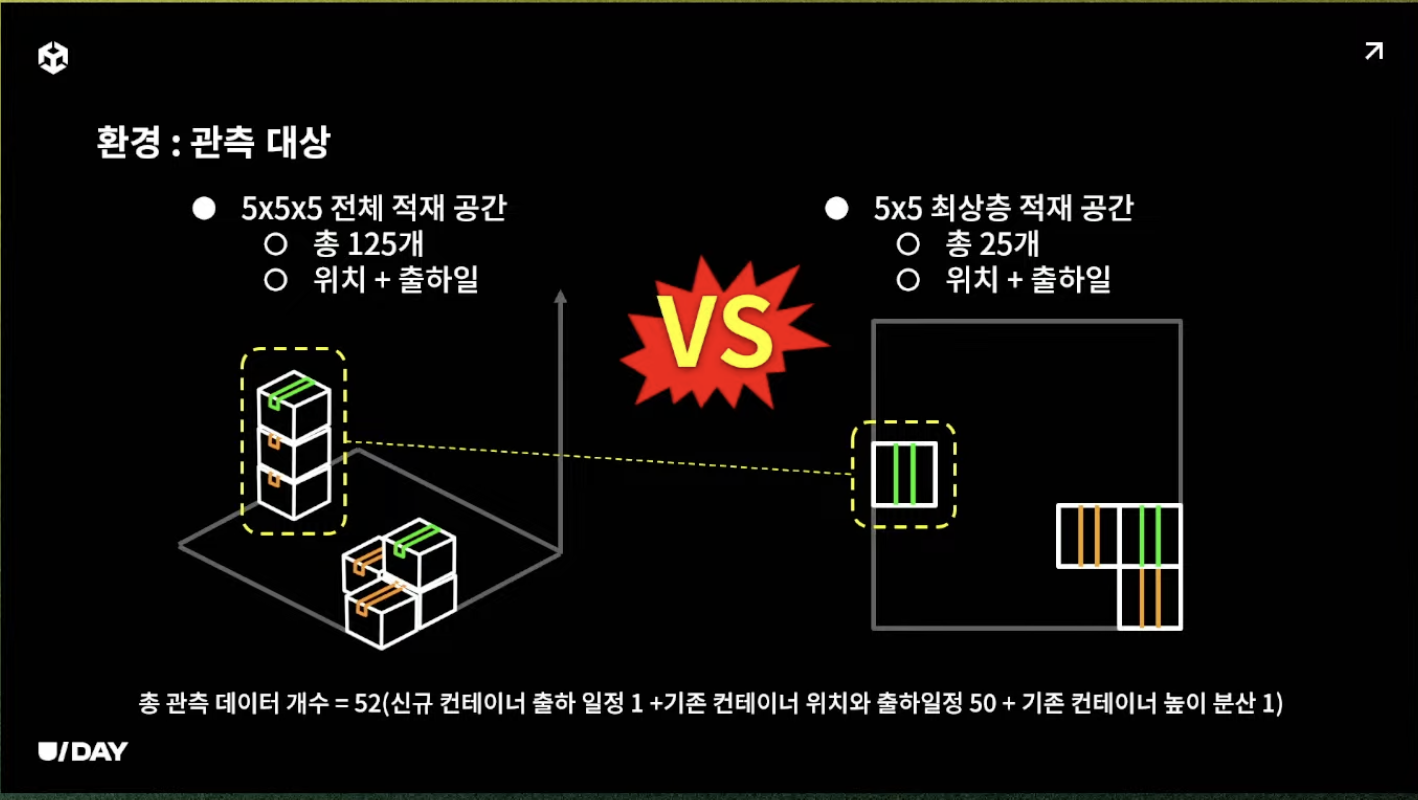 환경 : 관측 대상
5x5x5 전체 적재 공간
총 125개
위치 + 출하일
VS
5x5 최상층 적재 공간
총 25개
위치 + 출하일
총 관측 데이터 개수 = 52(신규 컨테이너 출하 일정 1 +기존 컨테이너 위치와 출하일정 50 + 기존 컨테이너 높이 분산 1)
U/DAY